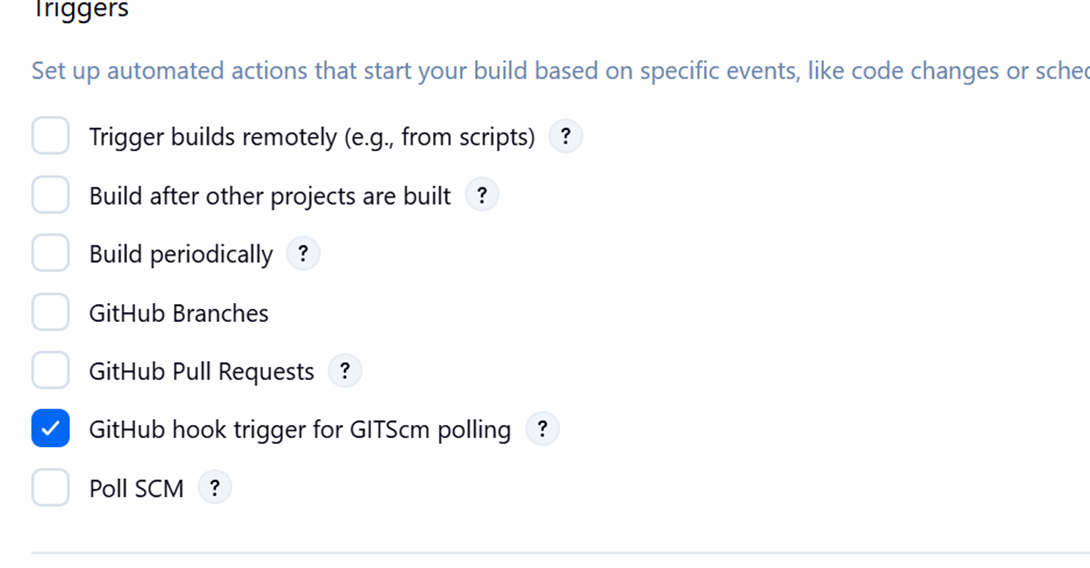 Triggers
Set up automated actions that start your build based on specific events, like code changes or
Trigger builds remotely (e.g., from scripts) ?
Build after other projects are built ?
Build periodically ?
GitHub Branches
GitHub Pull Requests ?
GitHub hook trigger for GITScm polling ?
Poll SCM ?